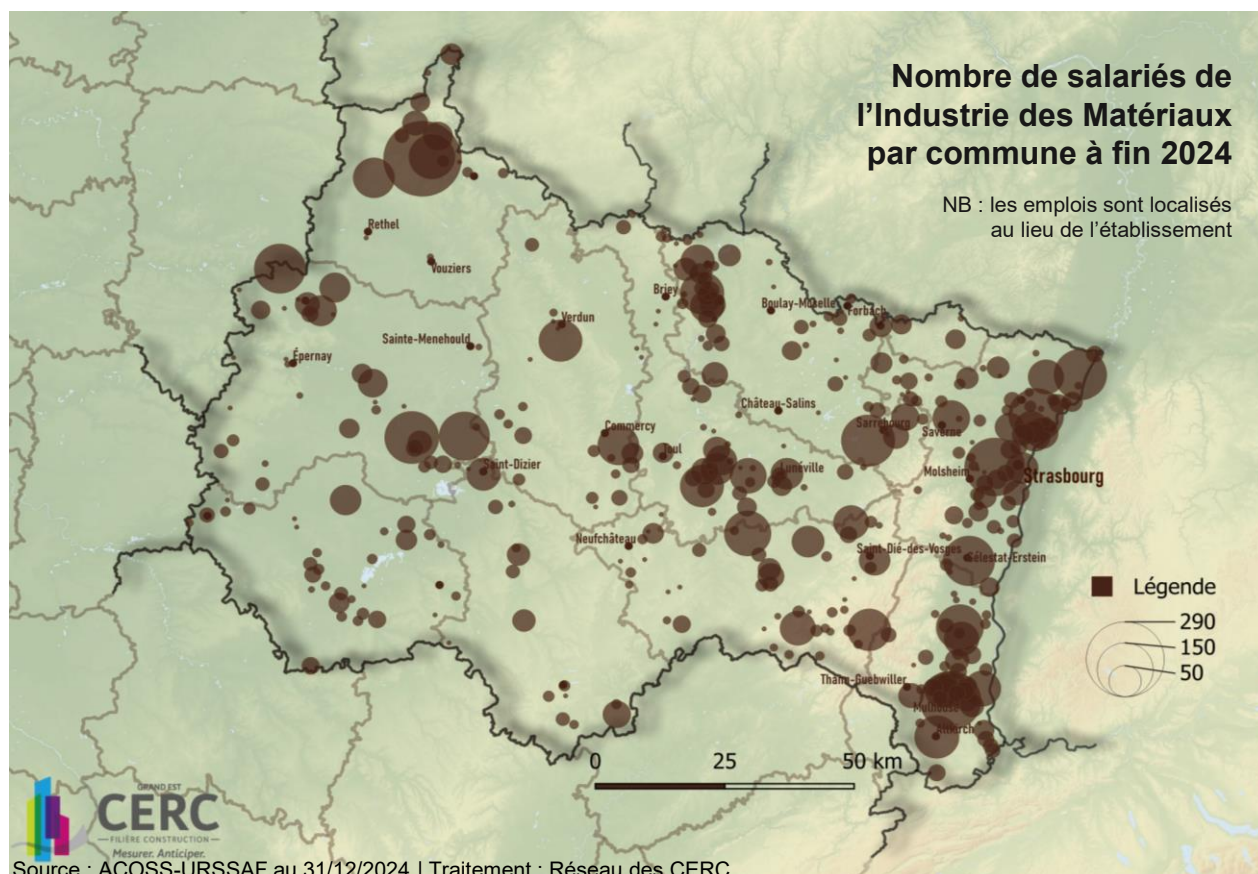 Nombre de salariés de
l'Industrie des Matériaux
par commune à fin 2024
NB : les emplois sont localisés
au lieu de l'établissement
Rethel
Vouziers
Briey
Boulay-Moselle
Forbach
Verdun
Sainte-Menehould
Épernay
Château-Salins
Commercy
Sarrebourg
Saverne
Toul
Saint-Dizier
Lunéville
Molsheim
Strasbourg
Neufchâteau
Saint-Dié-des-Vosges
Sélestat-Erstein
Légende
290
150
50
Thann-Guebwiller
Mulhouse
Altkirch
0 25 50 km
GRAND EST
CERC
FILIÈRE CONSTRUCTION
Mesurer. Anticiper.
Source : ACOSS-URSSAF au 31/12/2024 | Traitement : Réseau des CERC